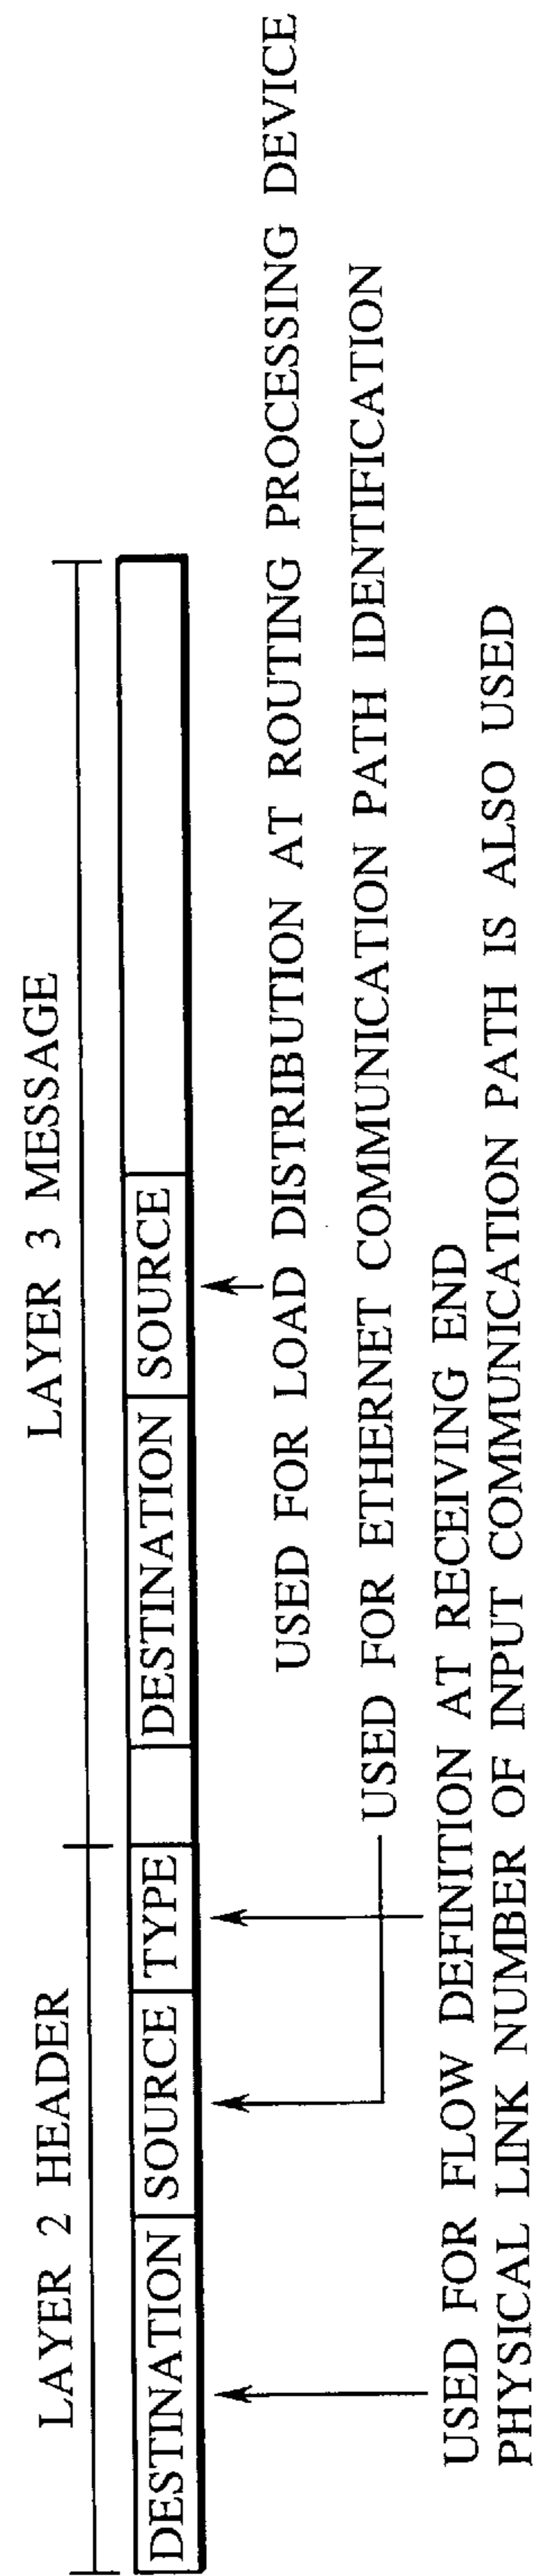 LAYER 2 HEADER
LAYER 3 MESSAGE
DESTINATION SOURCE TYPE DESTINATION SOURCE
USED FOR LOAD DISTRIBUTION AT ROUTING PROCESSING DEVICE
USED FOR ETHERNET COMMUNICATION PATH IDENTIFICATION
USED FOR FLOW DEFINITION AT RECEIVING END
PHYSICAL LINK NUMBER OF INPUT COMMUNICATION PATH IS ALSO USED